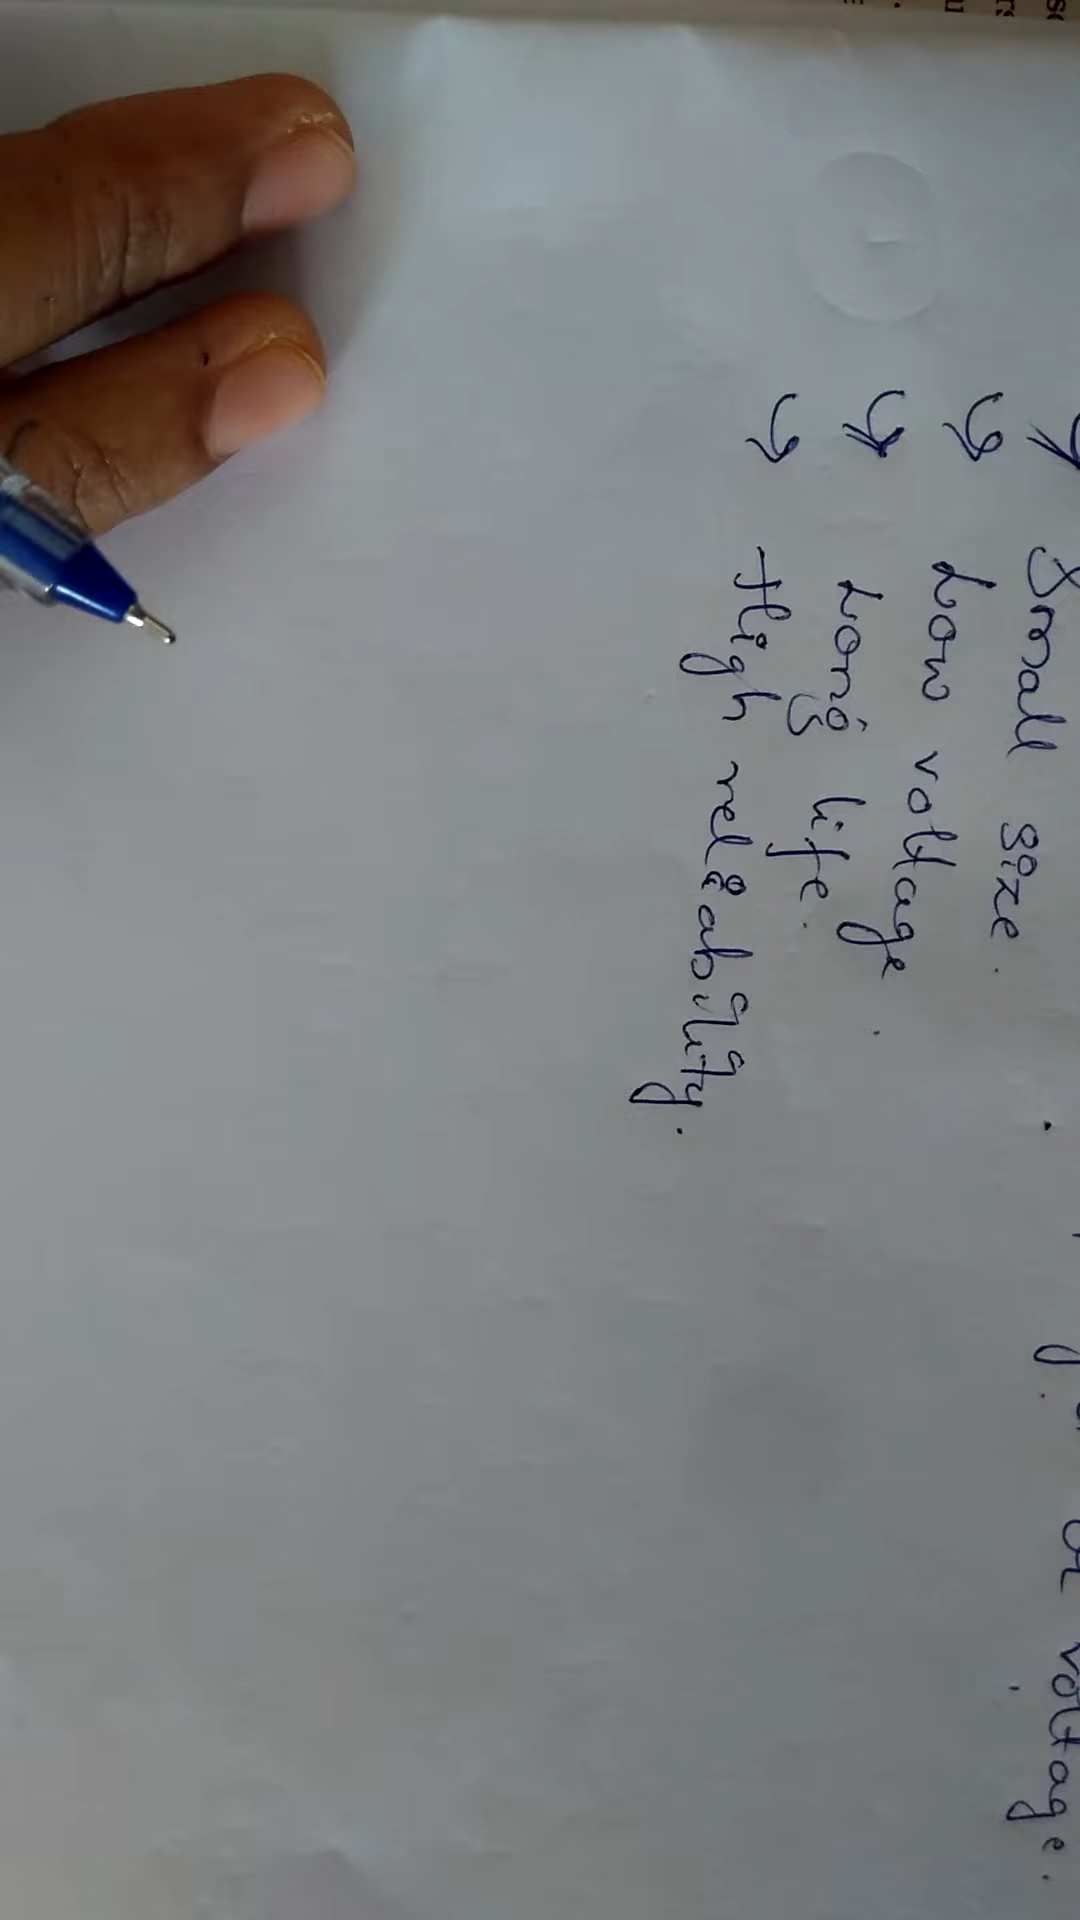 voltage.
↳ Small size.
↳ Low voltage.
↳ Long life.
↳ High reliability.